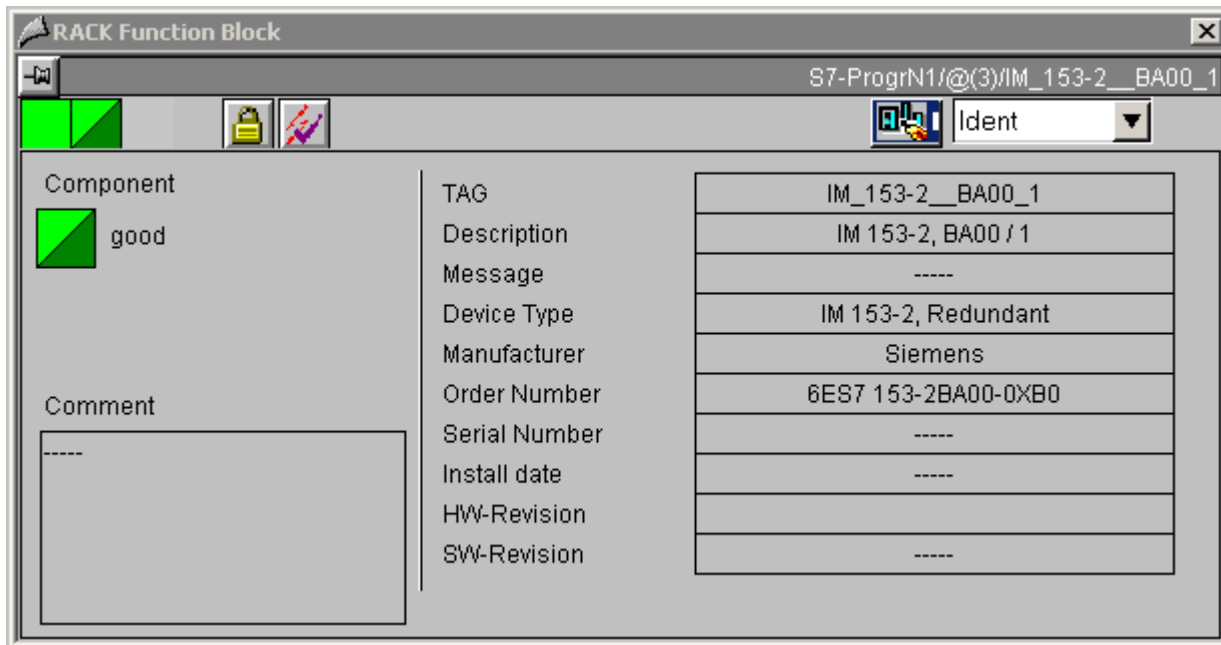 RACK Function Block
S7-ProgrN1/@(3)/IM_153-2__BA00_1
Ident
Component
good
TAG IM_153-2__BA00_1
Description IM 153-2, BA00 / 1
Message -----
Device Type IM 153-2, Redundant
Manufacturer Siemens
Order Number 6ES7 153-2BA00-0XB0
Serial Number -----
Install date -----
HW-Revision
SW-Revision -----
Comment
-----